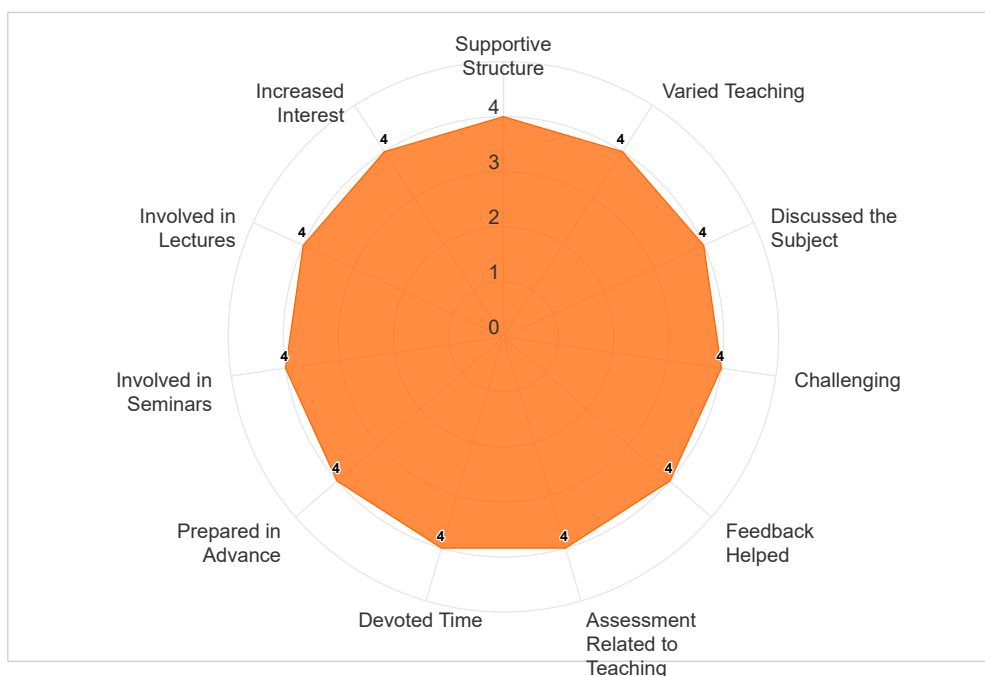 Supportive
Structure
Increased
Interest
Varied Teaching
4
4
4
3
2
1
0
Involved in
Lectures
4
4
Discussed the
Subject
Involved in
Seminars
4
4
Challenging
Prepared in
Advance
4
4
Feedback
Helped
Devoted Time
4
4
Assessment
Related to
Teaching